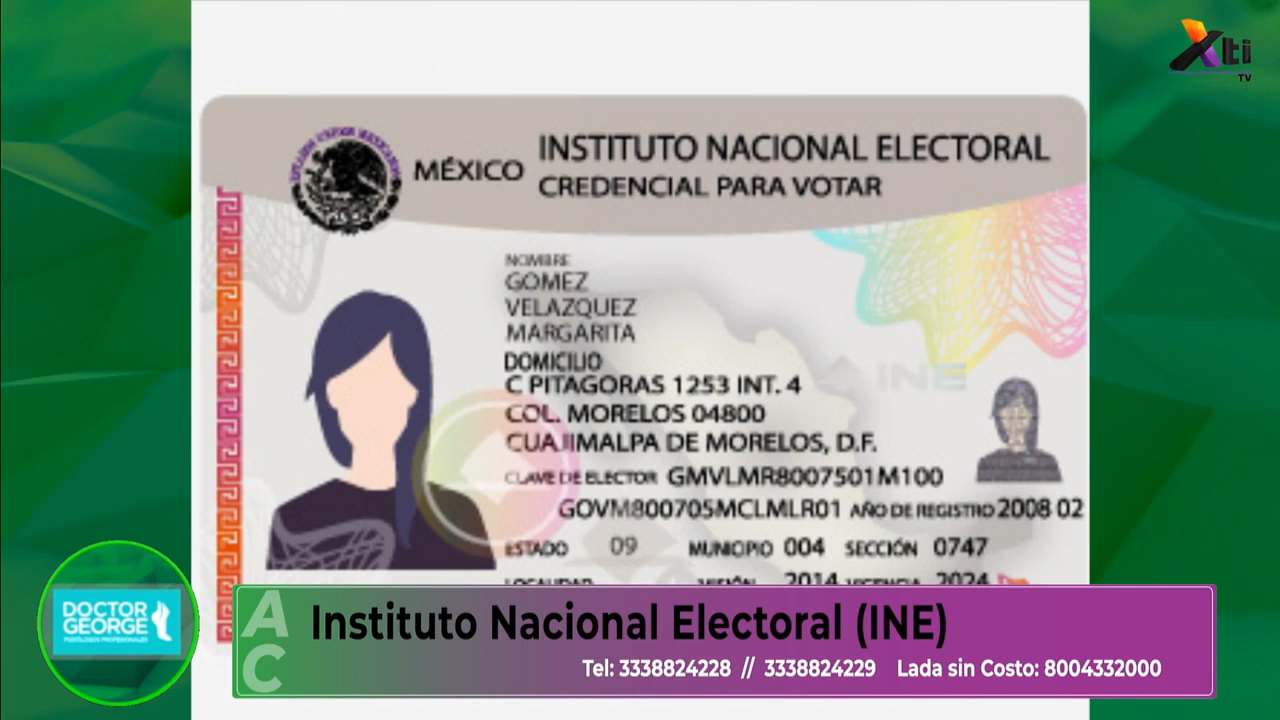 Xti
TV
MÉXICO
INSTITUTO NACIONAL ELECTORAL
CREDENCIAL PARA VOTAR
NOMBRE
GOMEZ
VELAZQUEZ
MARGARITA
DOMICILIO
C PITAGORAS 1253 INT. 4
COL. MORELOS 04800
CUAJIMALPA DE MORELOS, D.F.
INE
CLAVE DE ELECTOR GMVLMR8007501M100
GOVM800705MCLMLR01 AÑO DE REGISTRO 2008 02
ESTADO 09 MUNICIPIO 004 SECCIÓN 0747
LOCALIDAD 2014 VIGENCIA 2024
DOCTOR
GEORGE
PODÓLOGOS PROFESIONALES
AC
Instituto Nacional Electoral (INE)
Tel: 3338824228 // 3338824229 Lada sin Costo: 8004332000